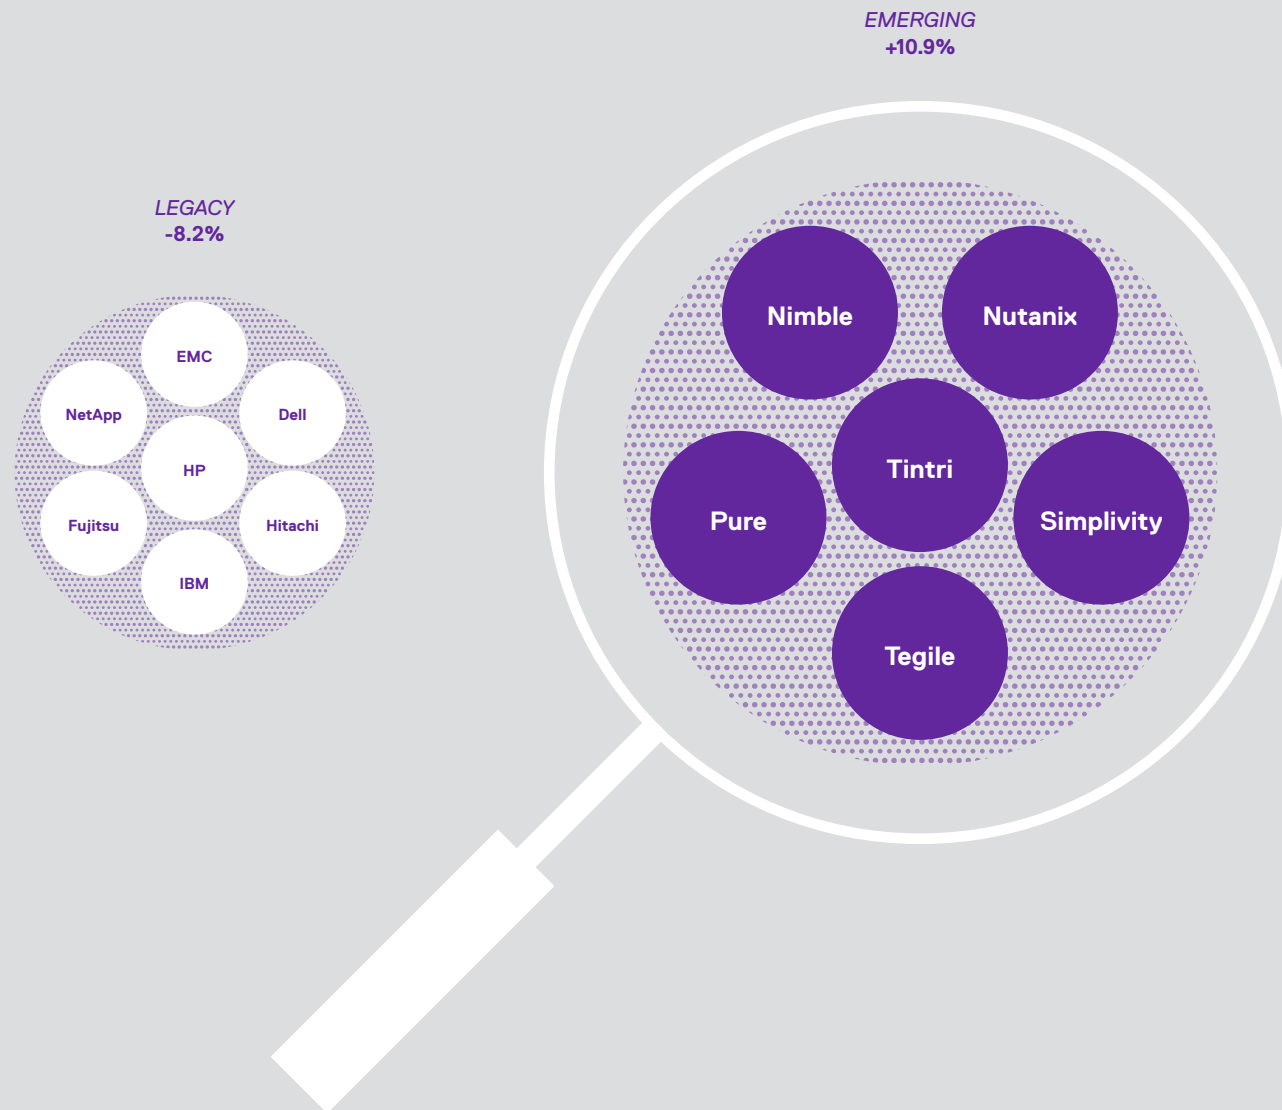 LEGACY
-8.2%
EMC
NetApp
Dell
HP
Fujitsu
Hitachi
IBM
EMERGING
+10.9%
Nimble
Nutanix
Tintri
Pure
Simplivity
Tegile